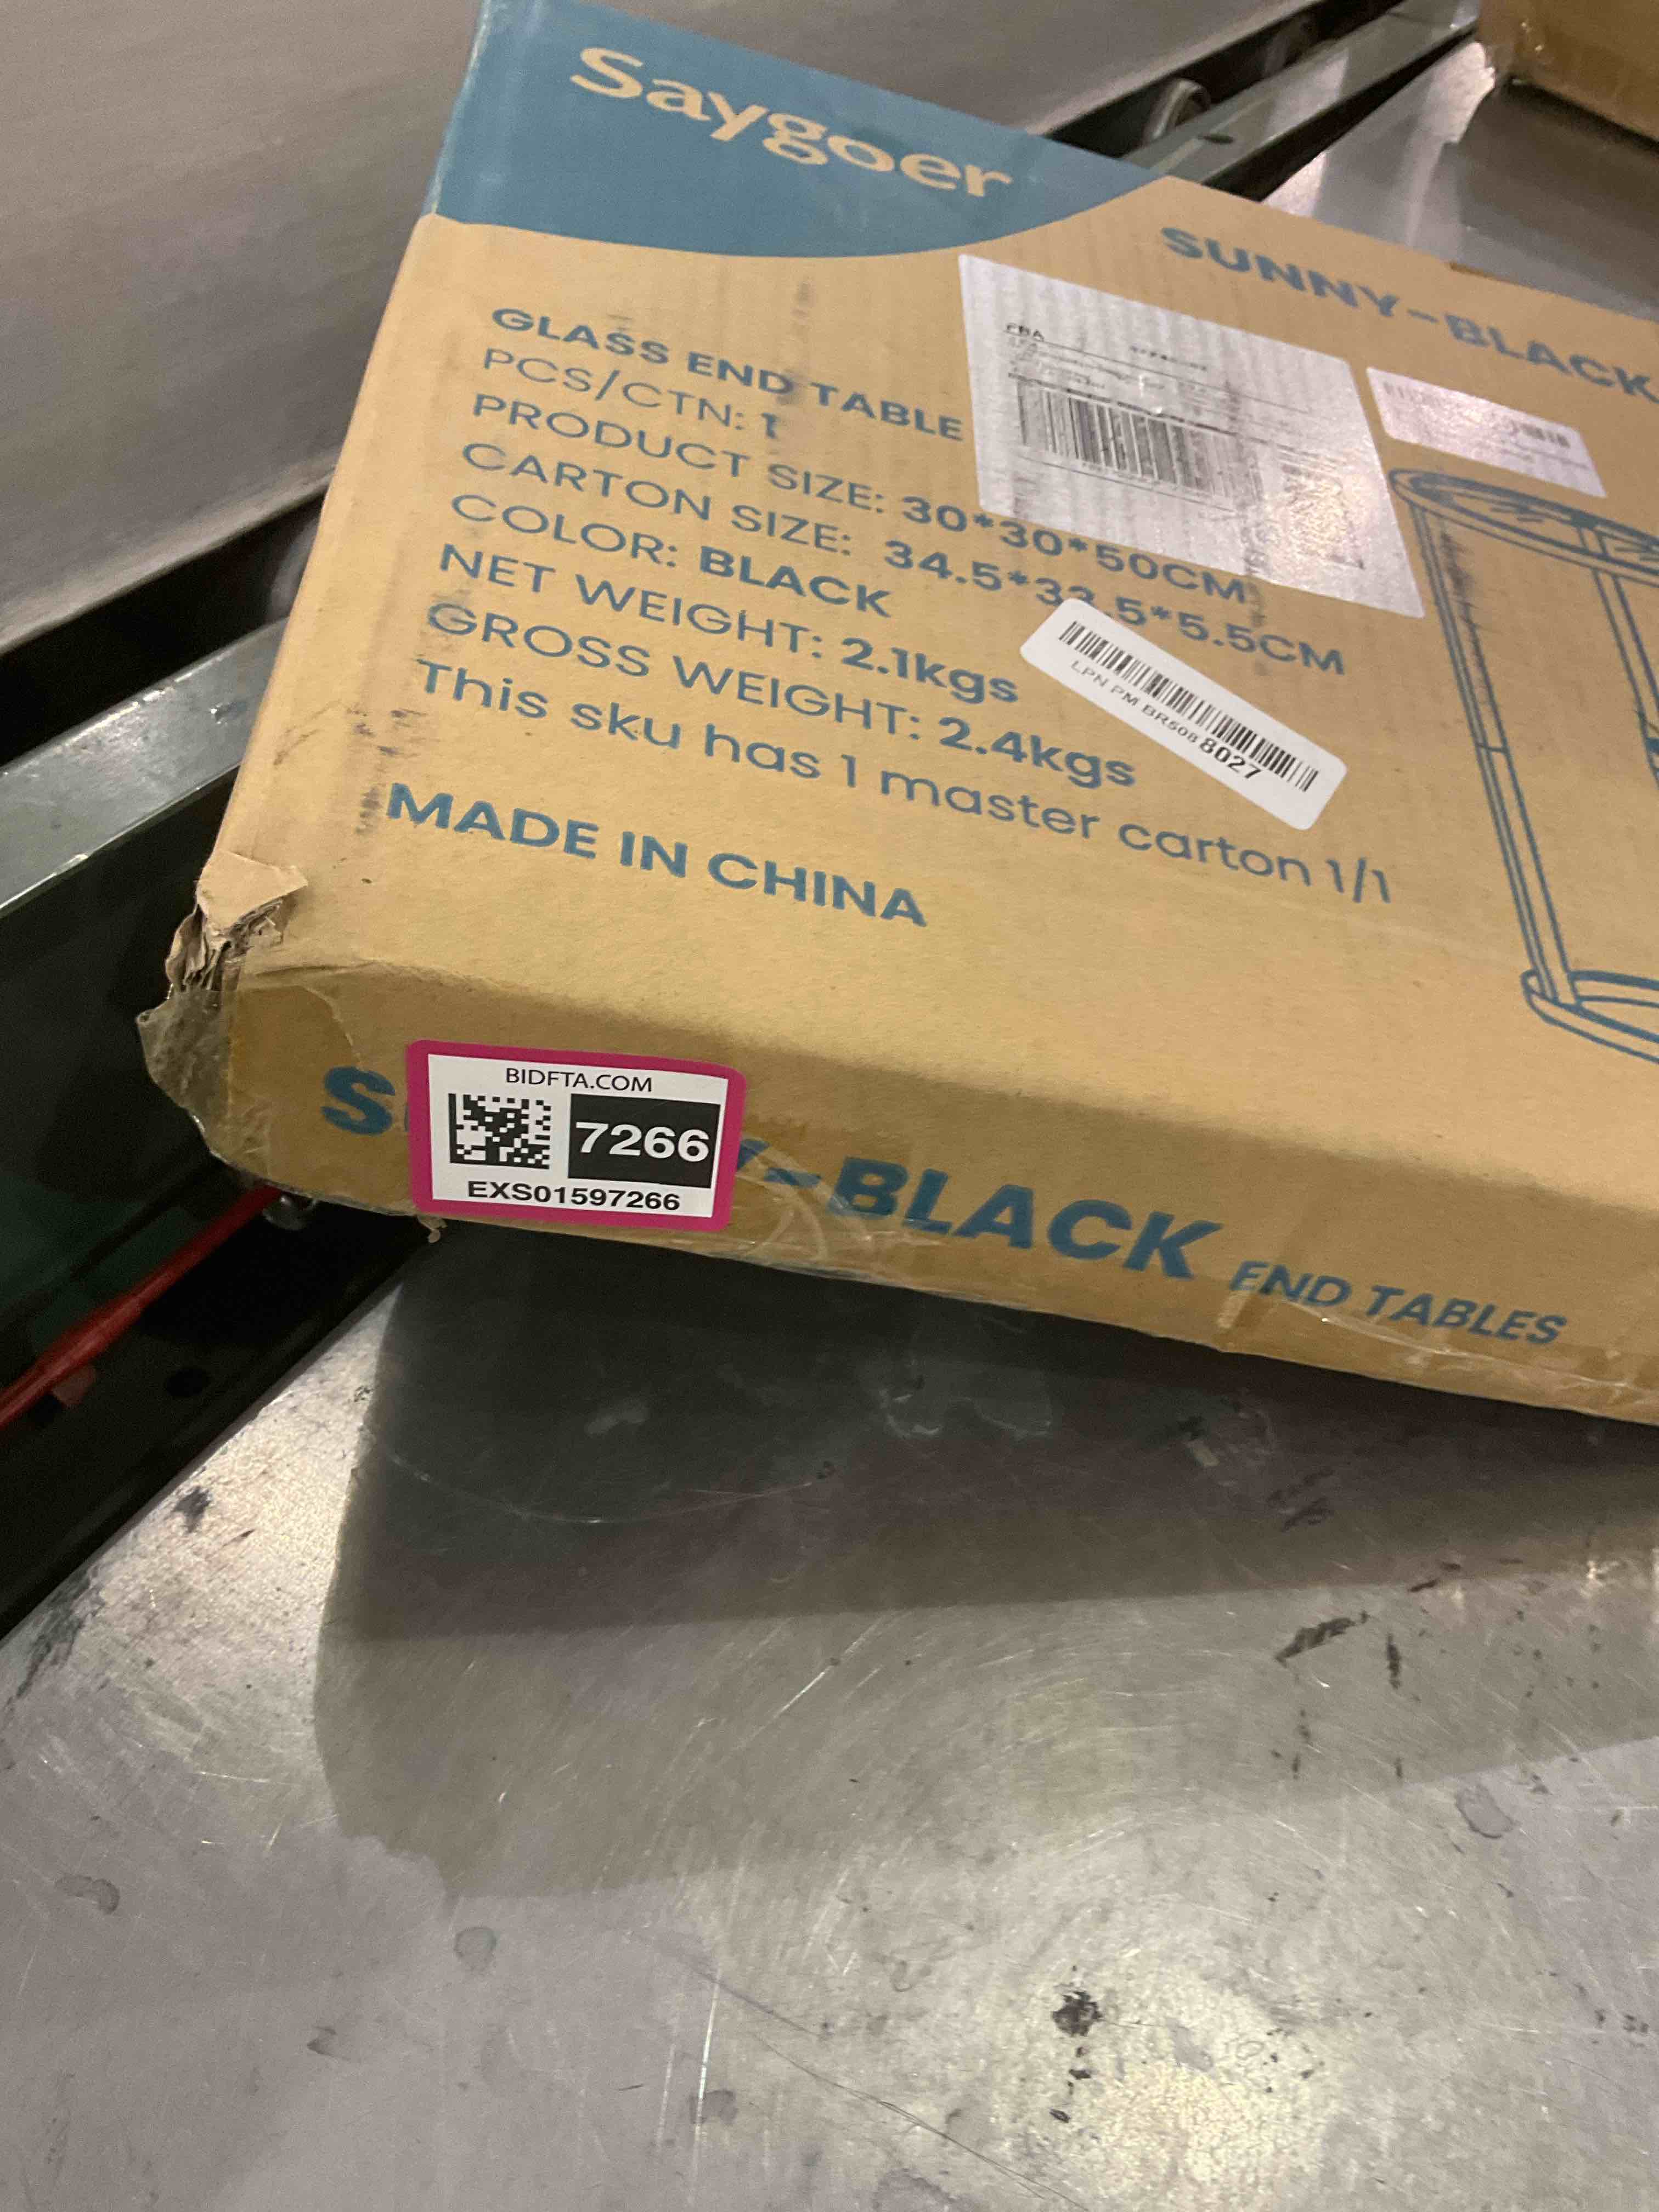 Saygoer
SUNNY-BLACK
GLASS END TABLE
PCS/CTN: 1
PRODUCT SIZE: 30*30*50CM
CARTON SIZE: 34.5*32.5*5.5CM
COLOR: BLACK
NET WEIGHT: 2.1kgs
GROSS WEIGHT: 2.4kgs
This sku has 1 master carton 1/1
MADE IN CHINA
FBA
LPN PM BR508 8027
BIDFTA.COM
7266
EXS01597266
S Y-BLACK END TABLES